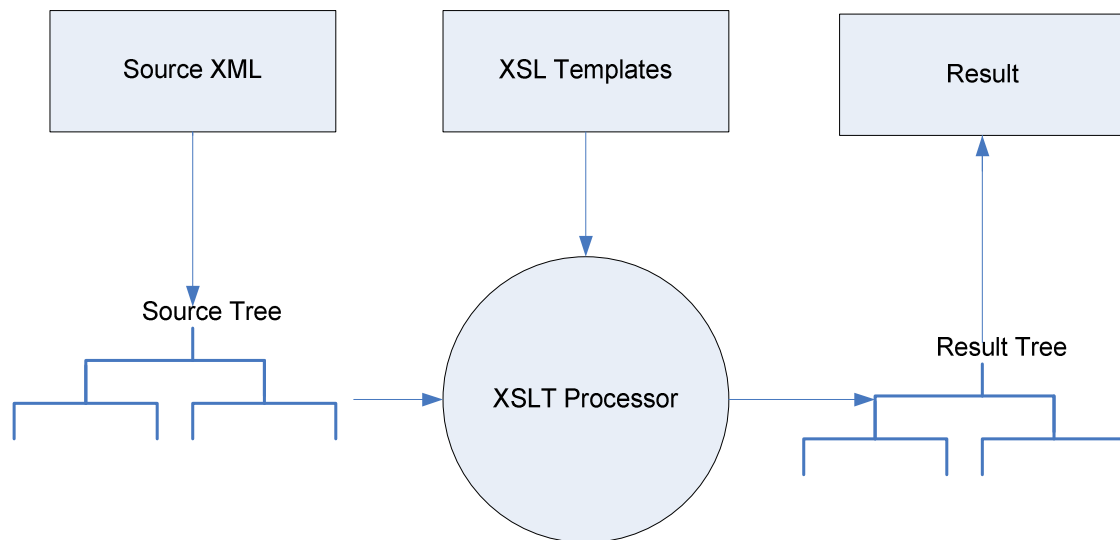 Source XML
XSL Templates
Result
Source Tree
Result Tree
XSLT Processor